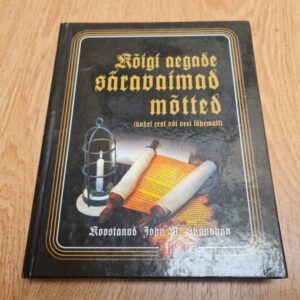 Kõigi aegade
säravaimad
mõtted
(kahel real või veel lühemalt)
Koostanud John M. Shanahan